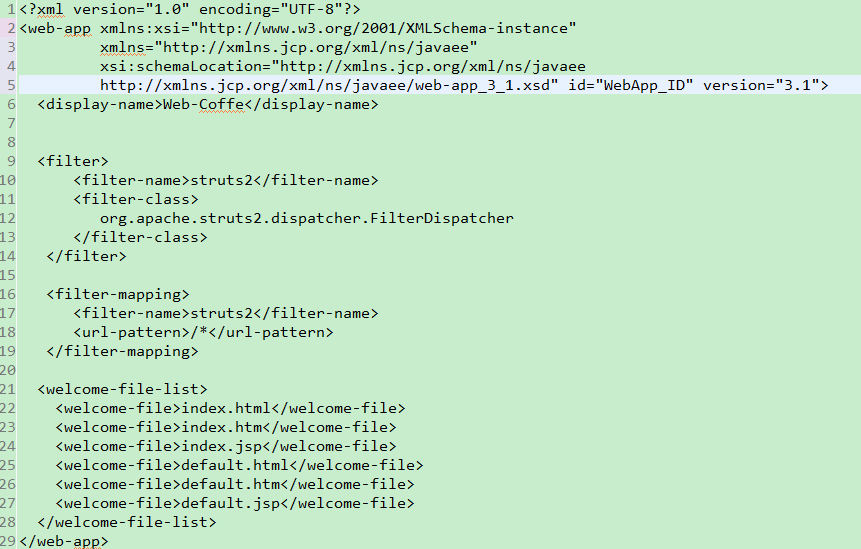 1 <?xml version="1.0" encoding="UTF-8"?>
2 <web-app xmlns:xsi="http://www.w3.org/2001/XMLSchema-instance"
3          xmlns="http://xmlns.jcp.org/xml/ns/javaee"
4          xsi:schemaLocation="http://xmlns.jcp.org/xml/ns/javaee
5          http://xmlns.jcp.org/xml/ns/javaee/web-app_3_1.xsd" id="WebApp_ID" version="3.1">
6   <display-name>Web-Coffe</display-name>
7
8
9   <filter>
10       <filter-name>struts2</filter-name>
11       <filter-class>
12          org.apache.struts2.dispatcher.FilterDispatcher
13       </filter-class>
14    </filter>
15
16    <filter-mapping>
17       <filter-name>struts2</filter-name>
18       <url-pattern>/*</url-pattern>
19    </filter-mapping>
20
21   <welcome-file-list>
22     <welcome-file>index.html</welcome-file>
23     <welcome-file>index.htm</welcome-file>
24     <welcome-file>index.jsp</welcome-file>
25     <welcome-file>default.html</welcome-file>
26     <welcome-file>default.htm</welcome-file>
27     <welcome-file>default.jsp</welcome-file>
28   </welcome-file-list>
29 </web-app>